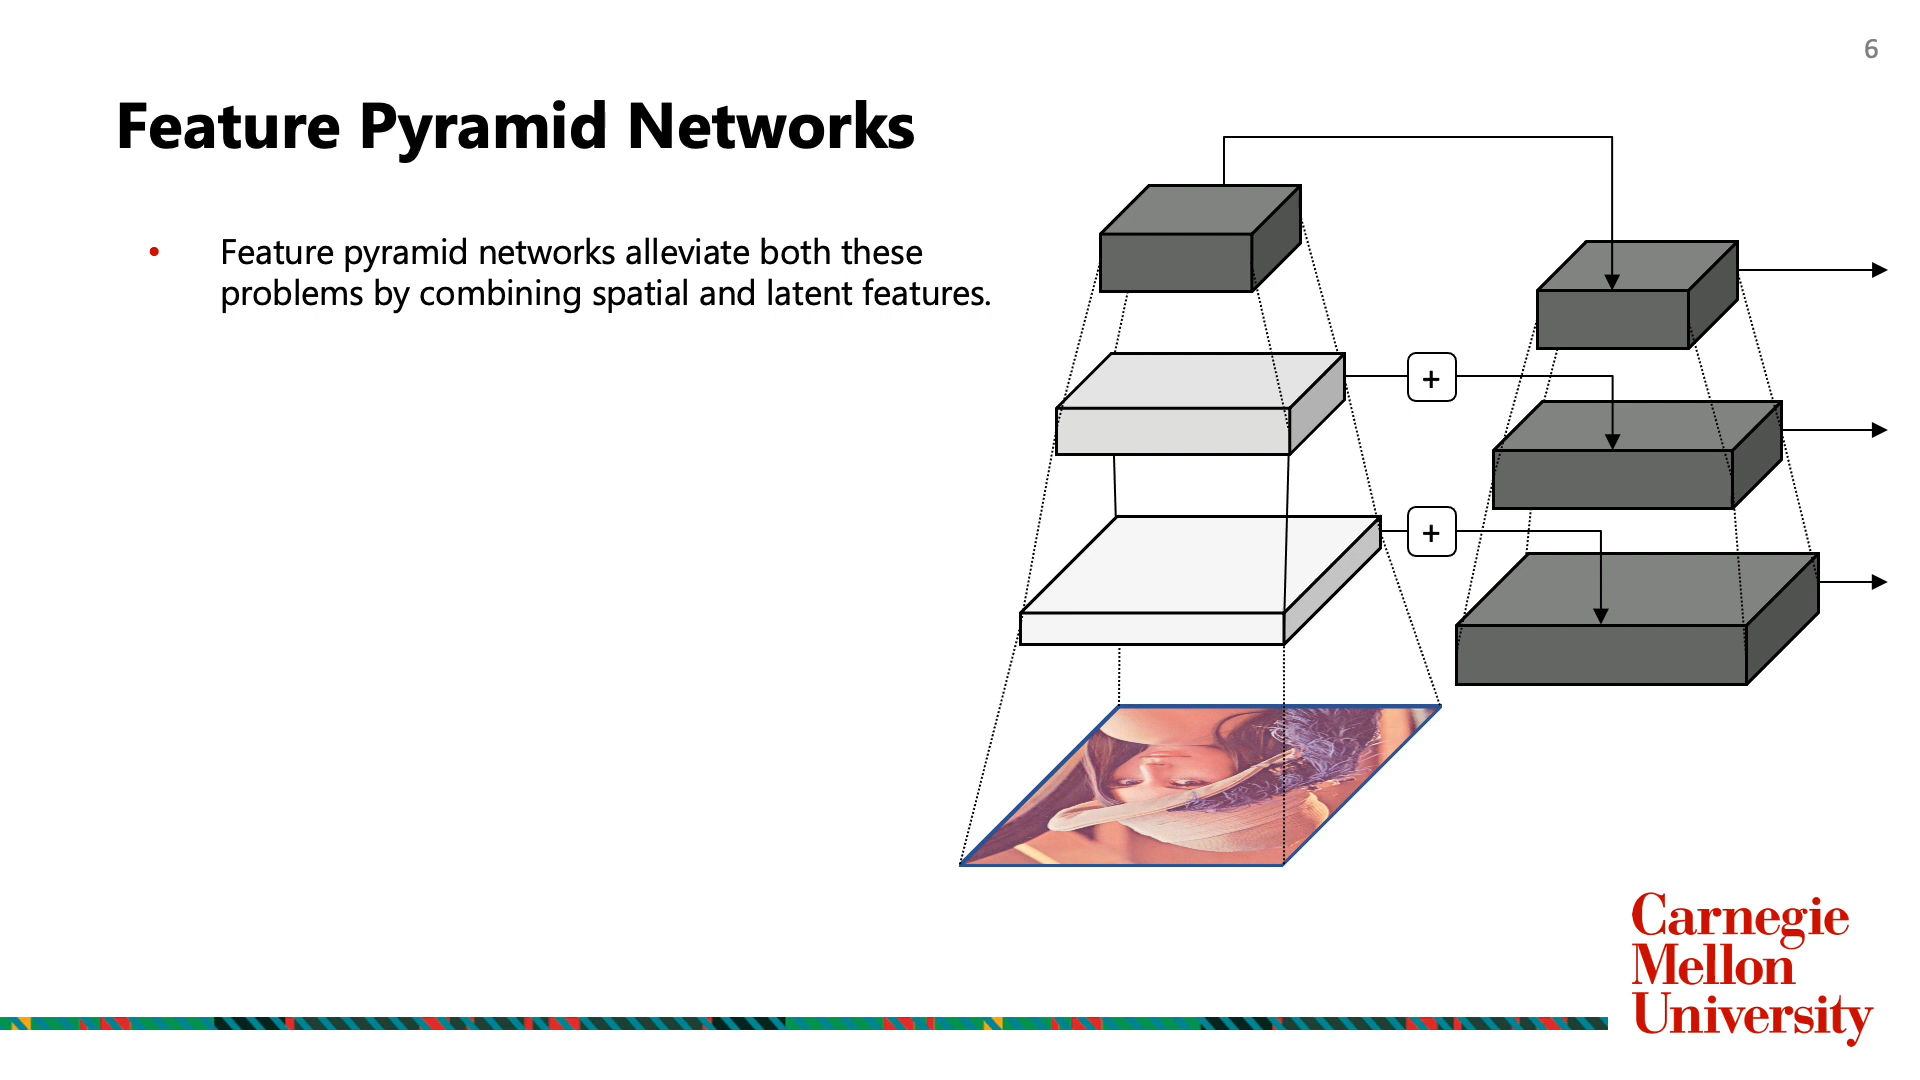 6
Feature Pyramid Networks
• Feature pyramid networks alleviate both these
problems by combining spatial and latent features.
+
+
Carnegie
Mellon
University